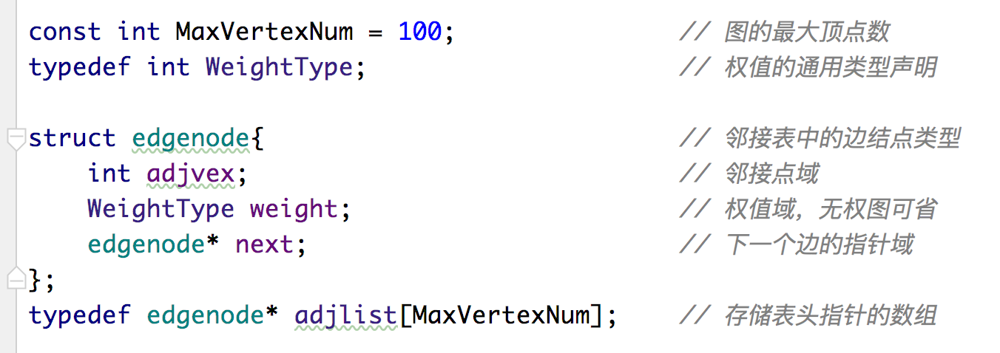 const int MaxVertexNum = 100; // 图的最大顶点数
typedef int WeightType; // 权值的通用类型声明
struct edgenode{ // 邻接表中的边结点类型
int adjvex; // 邻接点域
WeightType weight; // 权值域，无权图可省
edgenode* next; // 下一个边的指针域
};
typedef edgenode* adjlist[MaxVertexNum]; // 存储表头指针的数组